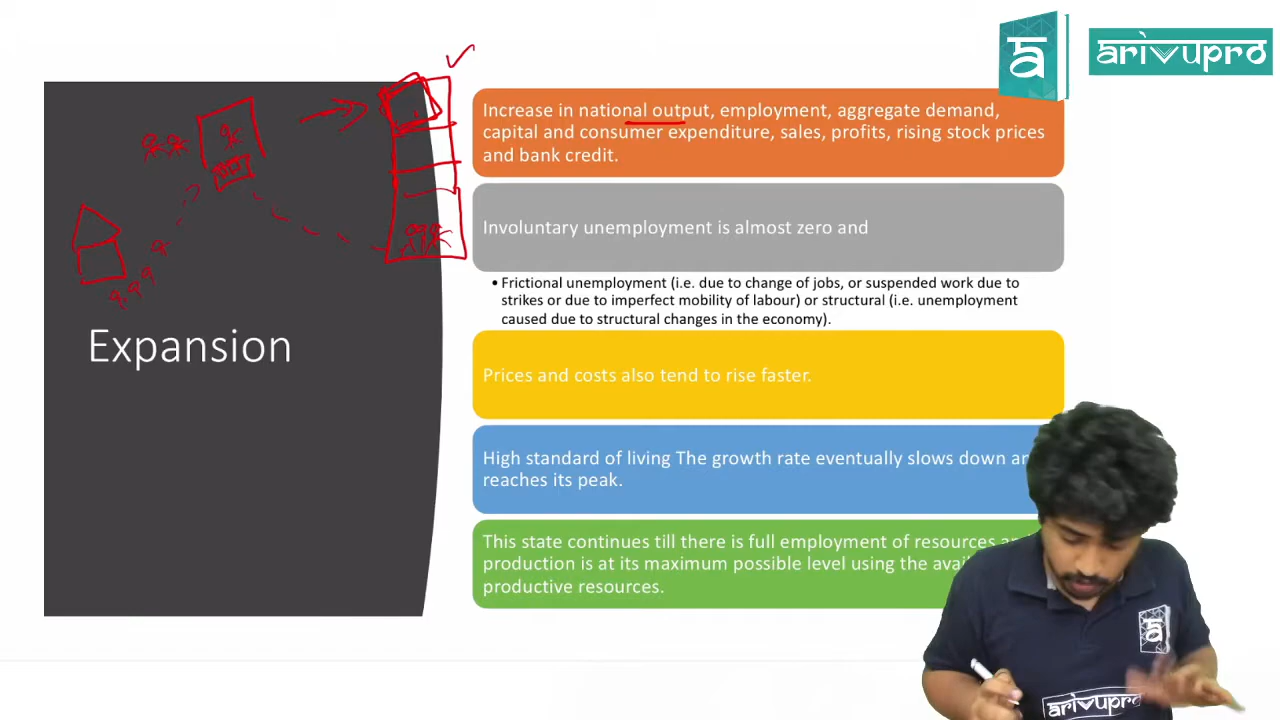 a
arivupro
Increase in national output, employment, aggregate demand,
capital and consumer expenditure, sales, profits, rising stock prices
and bank credit.
Involuntary unemployment is almost zero and
• Frictional unemployment (i.e. due to change of jobs, or suspended work due to
strikes or due to imperfect mobility of labour) or structural (i.e. unemployment
caused due to structural changes in the economy).
Expansion
Prices and costs also tend to rise faster.
High standard of living The growth rate eventually slows down
reaches its peak.
This state continues till there is full employment of resources
production is at its maximum possible level using the
productive resources.
a
arivupro